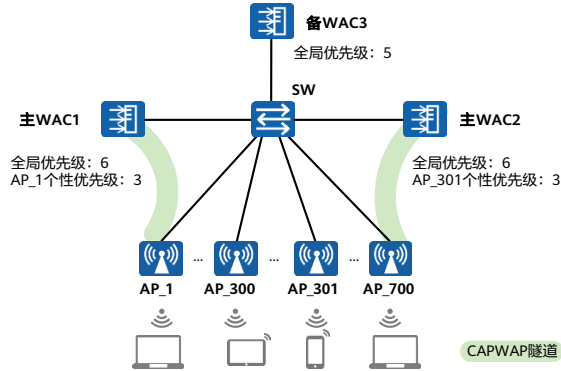 备WAC3
全局优先级：5
SW
主WAC1
主WAC2
全局优先级：6
AP_1个性优先级：3
全局优先级：6
AP_301个性优先级：3
... ... ...
AP_1 AP_300 AP_301 AP_700
CAPWAP隧道